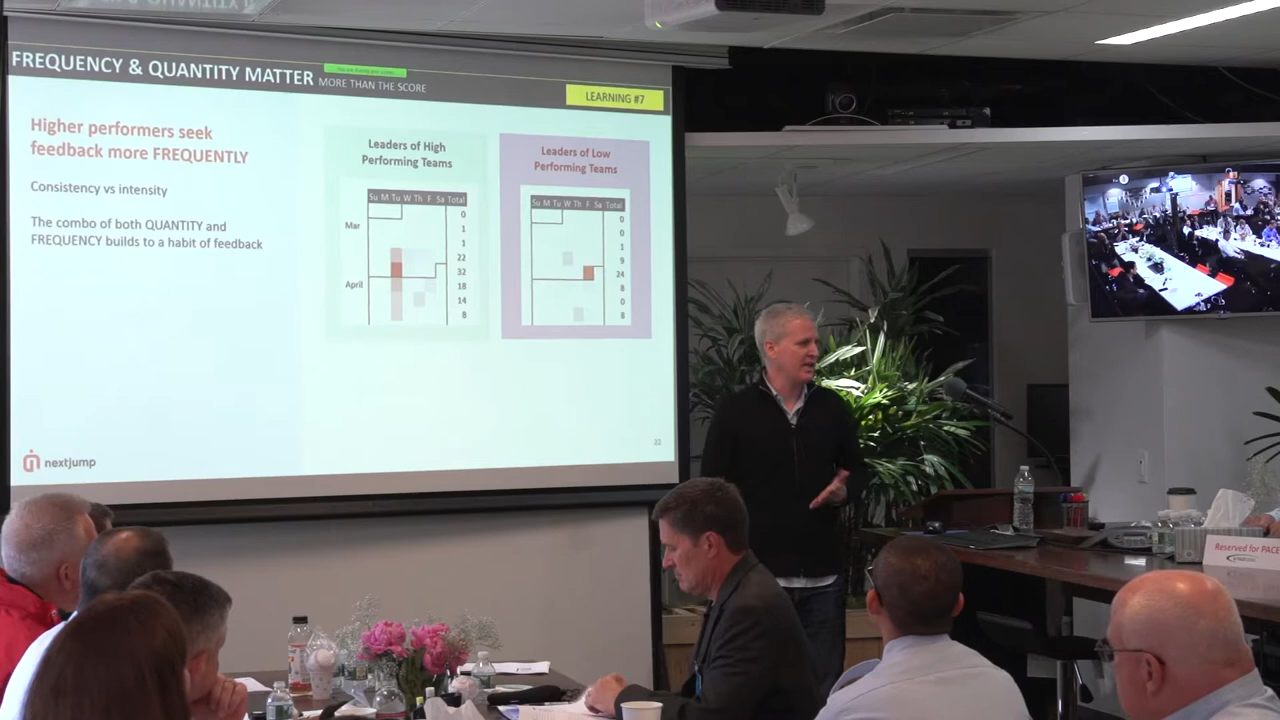 FREQUENCY & QUANTITY MATTER MORE THAN THE SCORE
LEARNING #7
Higher performers seek
feedback more FREQUENTLY
Consistency vs intensity
The combo of both QUANTITY and
FREQUENCY builds to a habit of feedback
Leaders of High
Performing Teams
Su M Tu W Th F Sa Total
Mar
April
0
1
1
22
32
18
14
8
Leaders of Low
Performing Teams
Su M Tu W Th F Sa Total
0
0
1
9
24
8
0
8
22
nextjump
Reserved for PACE